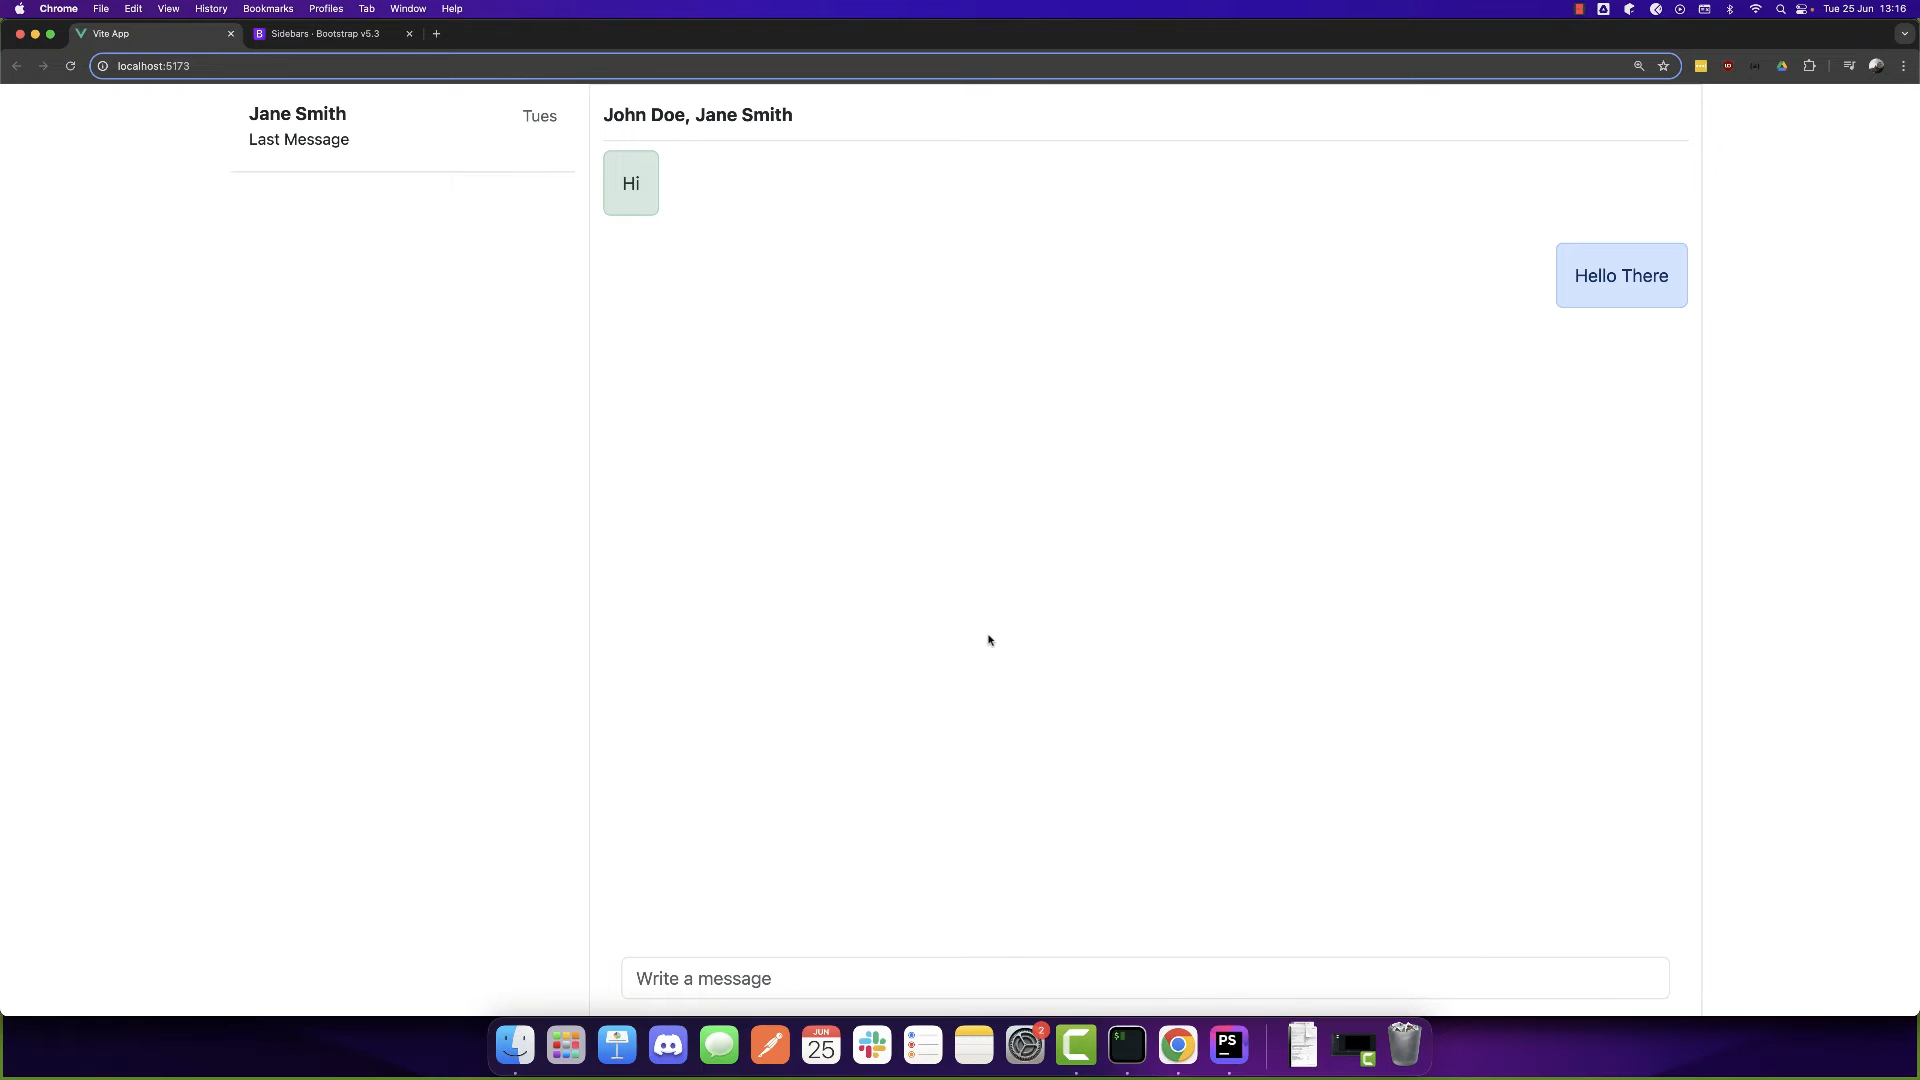 Chrome File Edit View History Bookmarks Profiles Tab Window Help
Tue 25 Jun 13:16
Vite App
B Sidebars · Bootstrap v5.3
localhost:5173
Jane Smith
Tues
Last Message
John Doe, Jane Smith
Hi
Hello There
Write a message
JUN
25
2
$
PS